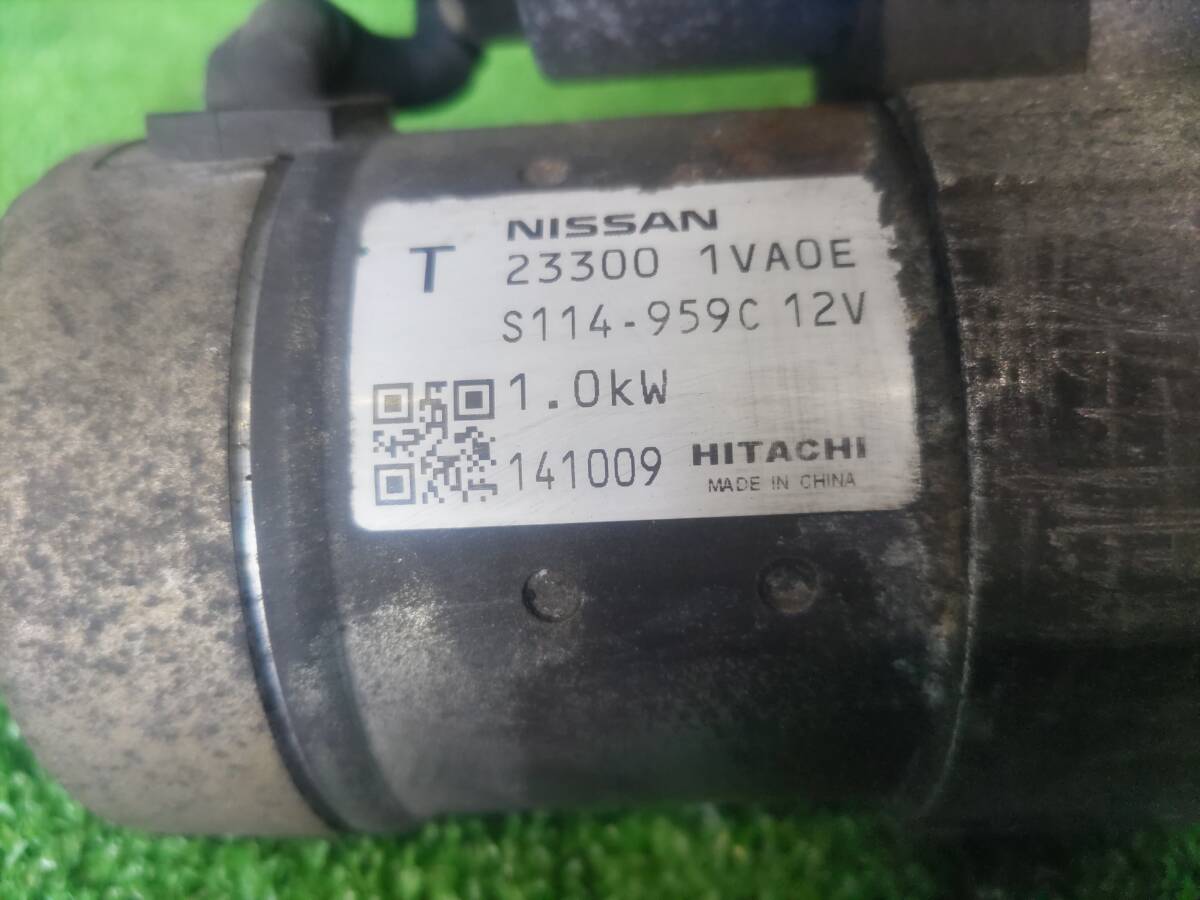 NISSAN
T 23300 1VA0E
S114-959C 12V
1.0kW
141009 HITACHI
MADE IN CHINA